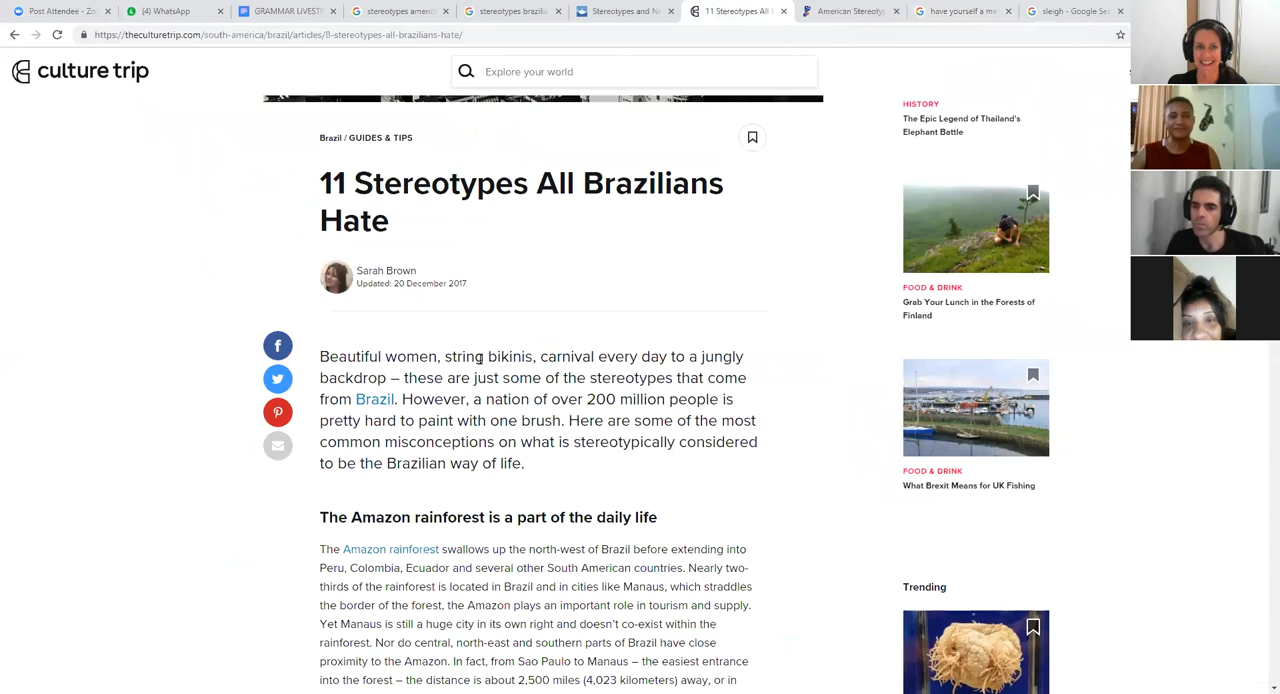 Post Attendee - Zo
(4) WhatsApp
GRAMMAR LiVEST
stereotypes americ
stereotypes brazilia
Stereotypes and Na
11 Stereotypes All
American Stereotyp
have yourself a me
sleigh - Google Sea
https://theculturetrip.com/south-america/brazil/articles/8-stereotypes-all-brazilians-hate/
culture trip
Explore your world
Brazil / GUIDES & TIPS
11 Stereotypes All Brazilians
Hate
Sarah Brown
Updated: 20 December 2017
Beautiful women, string bikinis, carnival every day to a jungly
backdrop – these are just some of the stereotypes that come
from Brazil. However, a nation of over 200 million people is
pretty hard to paint with one brush. Here are some of the most
common misconceptions on what is stereotypically considered
to be the Brazilian way of life.
The Amazon rainforest is a part of the daily life
The Amazon rainforest swallows up the north-west of Brazil before extending into
Peru, Colombia, Ecuador and several other South American countries. Nearly two-
thirds of the rainforest is located in Brazil and in cities like Manaus, which straddles
the border of the forest, the Amazon plays an important role in tourism and supply.
Yet Manaus is still a huge city in its own right and doesn't co-exist within the
rainforest. Nor do central, north-east and southern parts of Brazil have close
proximity to the Amazon. In fact, from Sao Paulo to Manaus – the easiest entrance
into the forest – the distance is about 2,500 miles (4,023 kilometers) away, or in
HISTORY
The Epic Legend of Thailand's
Elephant Battle
FOOD & DRINK
Grab Your Lunch in the Forests of
Finland
FOOD & DRINK
What Brexit Means for UK Fishing
Trending